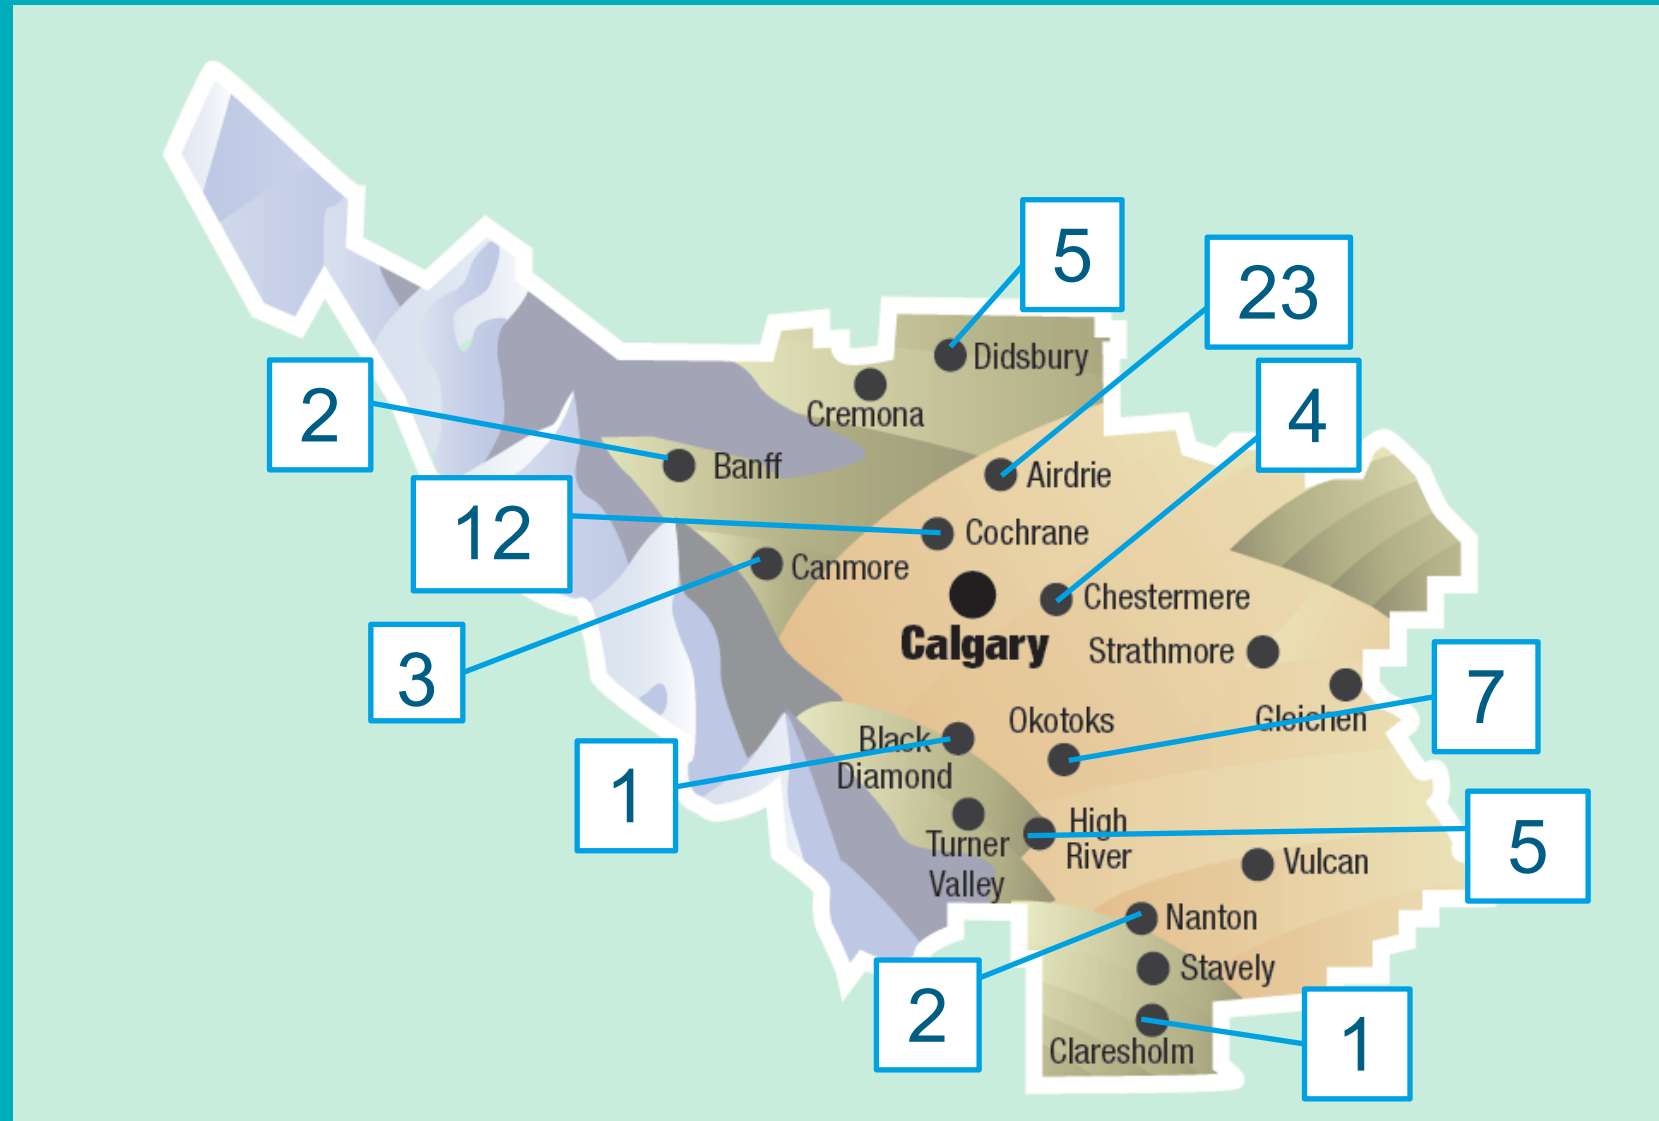 5
23
Didsbury
2
4
Cremona
Banff
Airdrie
12
Cochrane
Canmore
Chestermere
Calgary
Strathmore
3
7
Gleichen
Okotoks
Black
Diamond
1
High
River
Turner
Valley
5
Vulcan
Nanton
Stavely
2
1
Claresholm